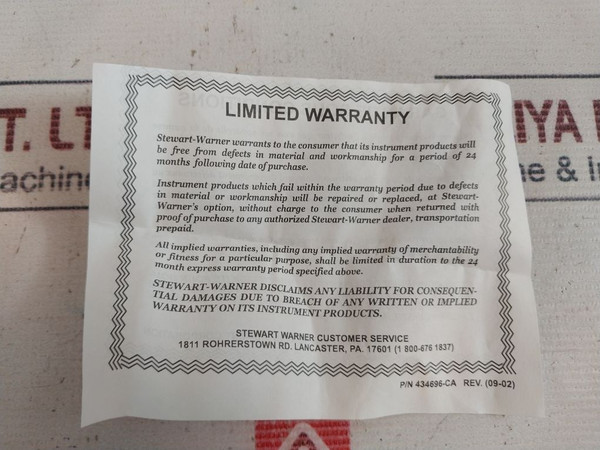 LIMITED WARRANTY
Stewart-Warner warrants to the consumer that its instrument products will
be free from defects in material and workmanship for a period of 24
months following date of purchase.
Instrument products which fail within the warranty period due to defects
in material or workmanship will be repaired or replaced, at Stewart-
Warner's option, without charge to the consumer when returned with
proof of purchase to any authorized Stewart-Warner dealer, transportation
prepaid.
All implied warranties, including any implied warranty of merchantability
or fitness for a particular purpose, shall be limited in duration to the 24
month express warranty period specified above.
STEWART-WARNER DISCLAIMS ANY LIABILITY FOR CONSEQUEN-
TIAL DAMAGES DUE TO BREACH OF ANY WRITTEN OR IMPLIED
WARRANTY ON ITS INSTRUMENT PRODUCTS.
STEWART WARNER CUSTOMER SERVICE
1811 ROHRERSTOWN RD. LANCASTER, PA. 17601 (1 800-676 1837)
P/N 434696-CA REV. (09-02)
T. LT
achine
IYA
e & In